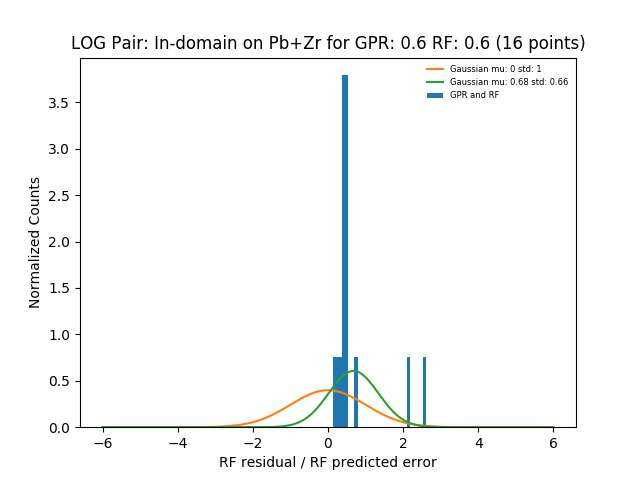 LOG Pair: In-domain on Pb+Zr for GPR: 0.6 RF: 0.6 (16 points)
Gaussian mu: 0 std: 1
Gaussian mu: 0.68 std: 0.66
GPR and RF
Normalized Counts
3.5
3.0
2.5
2.0
1.5
1.0
0.5
0.0
−6 −4 −2 0 2 4 6
RF residual / RF predicted error